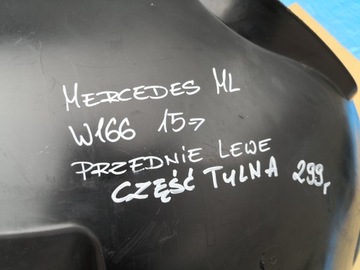 MERCEDES ML
W166 15->
PRZEDNIE LEWE
CZĘŚĆ TYLNA 299,-